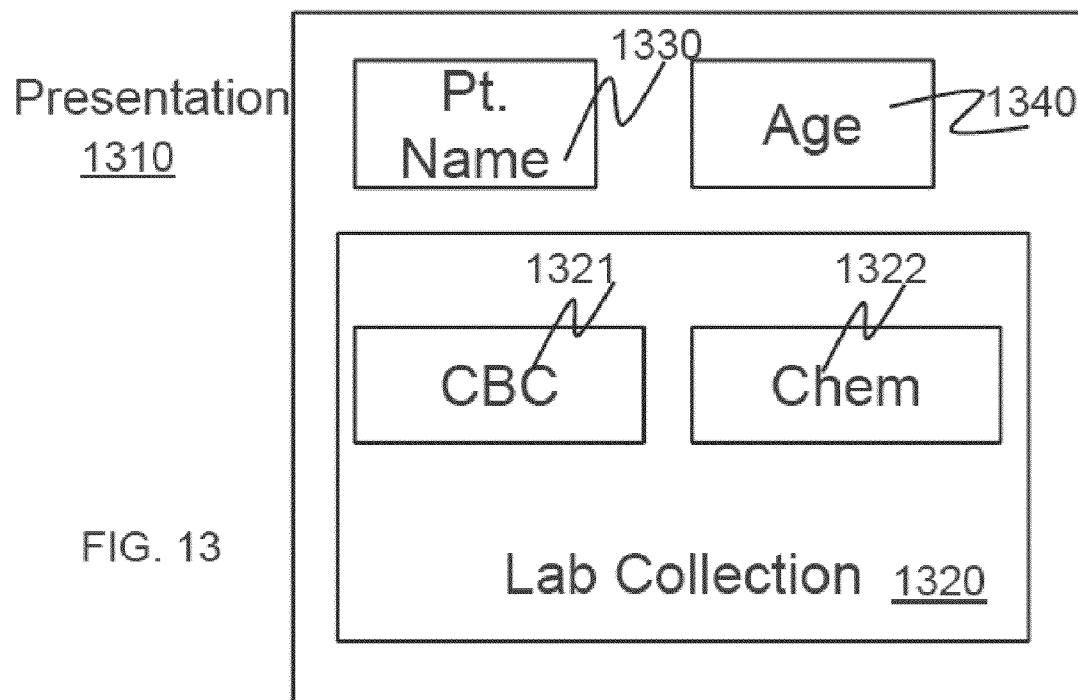 1330
Presentation
1310
Pt.
Name
Age
1340
1321
1322
CBC
Chem
FIG. 13
Lab Collection 1320